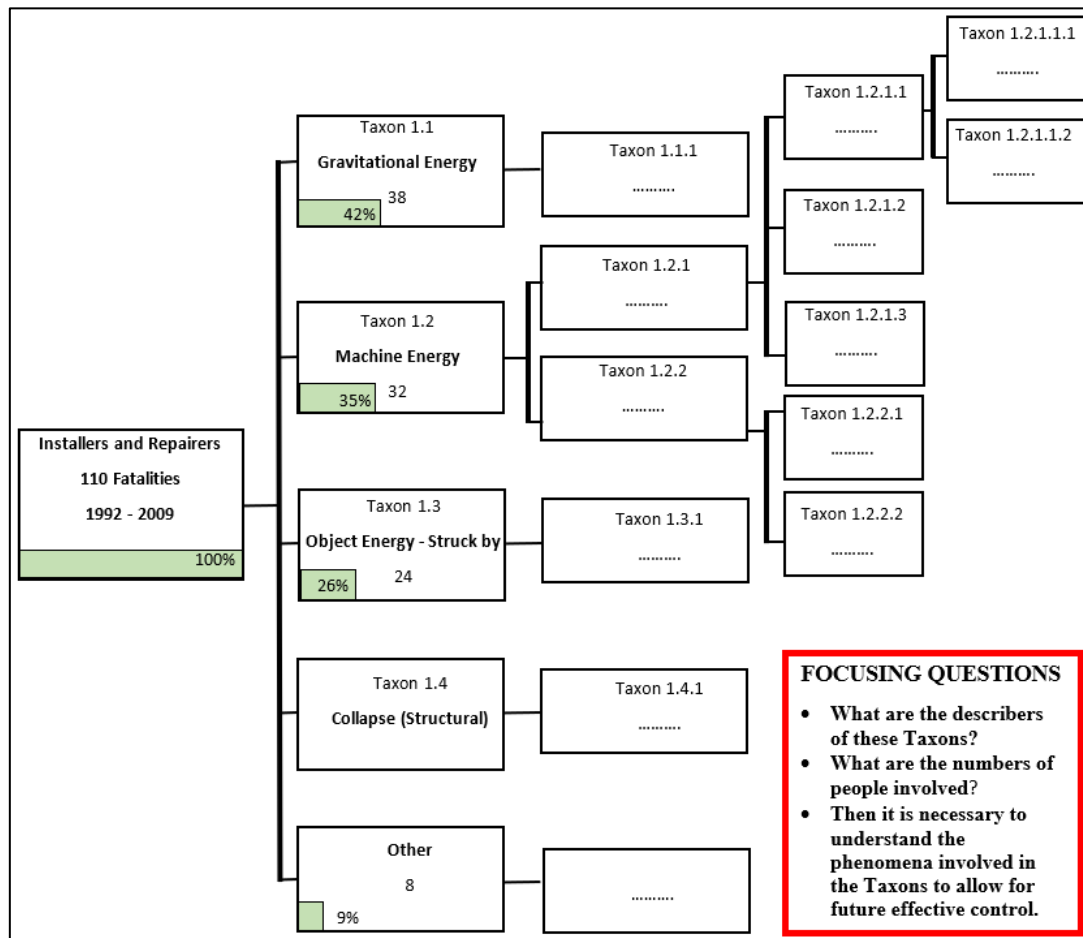 Installers and Repairers
110 Fatalities
1992 - 2009
100%
Taxon 1.1
Gravitational Energy
38
42%
Taxon 1.2
Machine Energy
32
35%
Taxon 1.3
Object Energy - Struck by
24
26%
Taxon 1.4
Collapse (Structural)
Other
8
9%
Taxon 1.1.1
..........
Taxon 1.2.1
..........
Taxon 1.2.2
..........
Taxon 1.3.1
..........
Taxon 1.4.1
..........
..........
Taxon 1.2.1.1
..........
Taxon 1.2.1.2
..........
Taxon 1.2.1.3
..........
Taxon 1.2.2.1
..........
Taxon 1.2.2.2
..........
Taxon 1.2.1.1.1
..........
Taxon 1.2.1.1.2
..........
FOCUSING QUESTIONS
• What are the describers
of these Taxons?
• What are the numbers of
people involved?
• Then it is necessary to
understand the
phenomena involved in
the Taxons to allow for
future effective control.